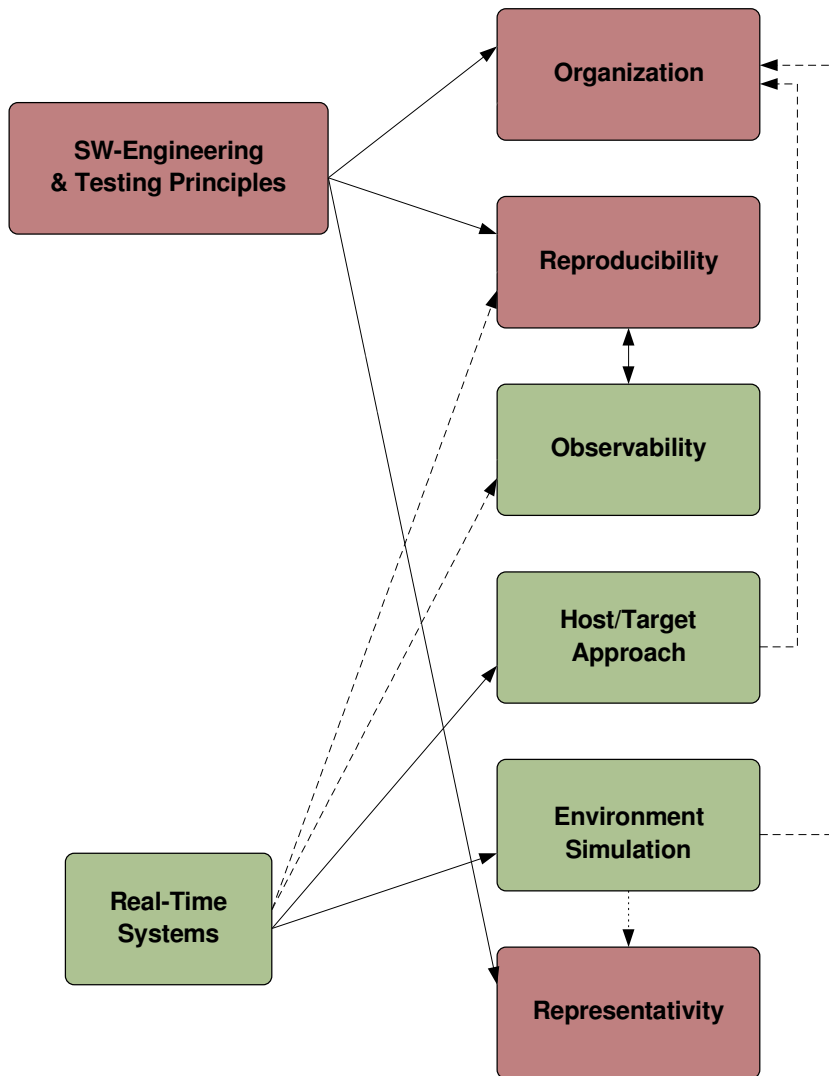 Organization
SW-Engineering
& Testing Principles
Reproducibility
Observability
Host/Target
Approach
Environment
Simulation
Real-Time
Systems
Representativity